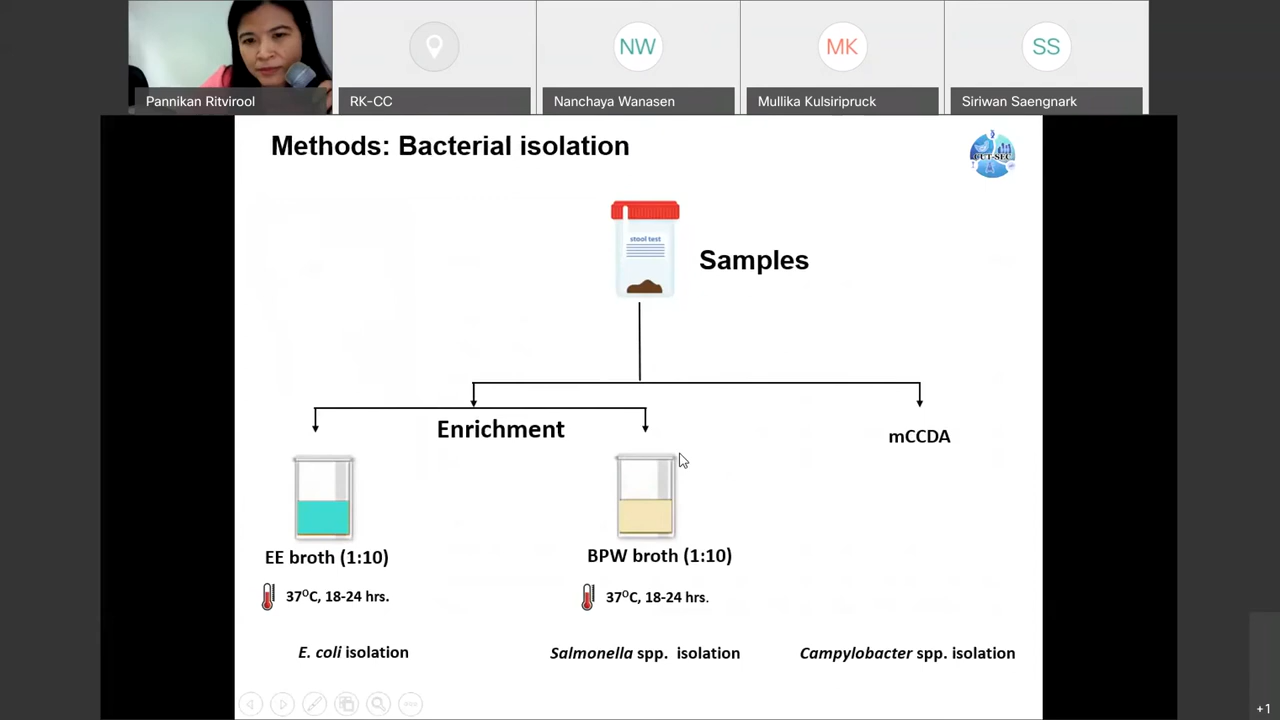 NW
MK
SS
Pannikan Ritvirool
RK-CC
Nanchaya Wanasen
Mullika Kulsiripruck
Siriwan Saengnark
Methods: Bacterial isolation
CUT-SEC
stool test
Samples
Enrichment
mCCDA
EE broth (1:10)
BPW broth (1:10)
37°C, 18-24 hrs.
37°C, 18-24 hrs.
E. coli isolation
Salmonella spp. isolation
Campylobacter spp. isolation
+1